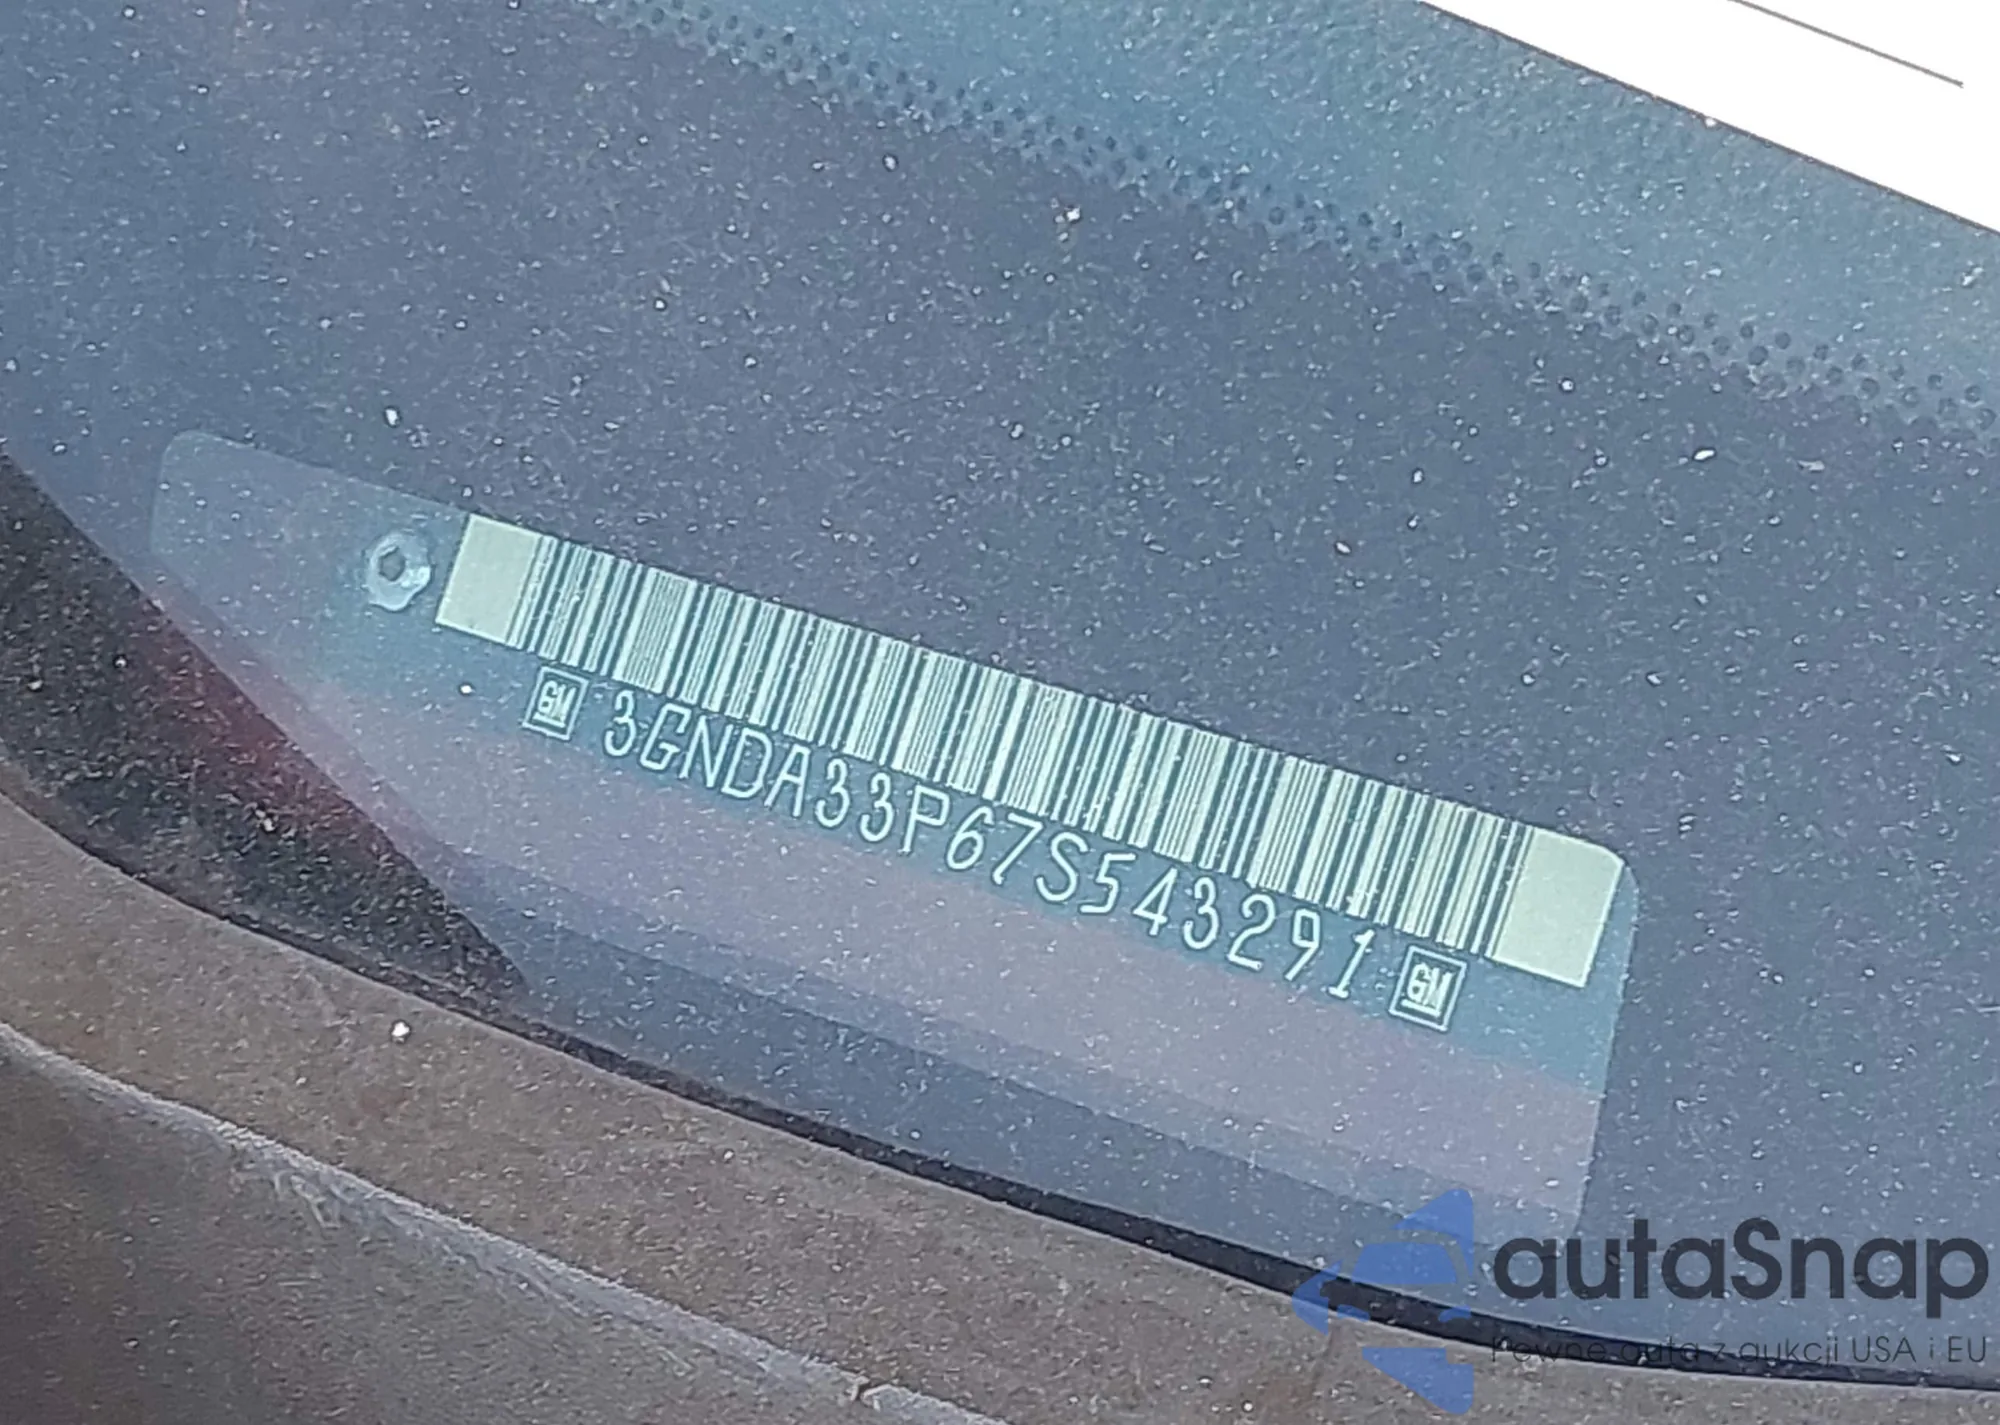 GM 3GNDA33P67S543291 GM
autaSnap
Pewne auta z aukcji USA i EU